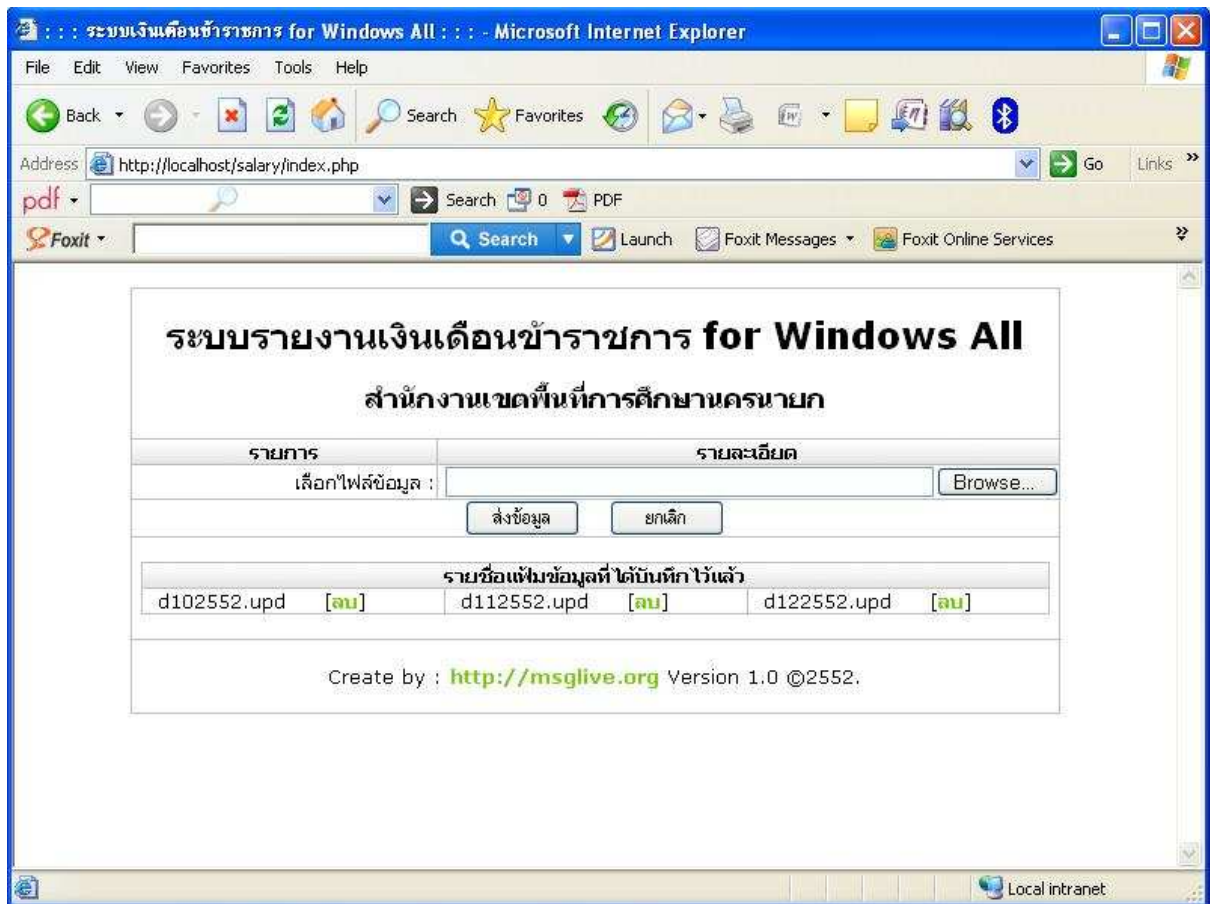 : : : ระบบเงินเดือนข้าราชการ for Windows All : : : - Microsoft Internet Explorer
File Edit View Favorites Tools Help
Back Search Favorites
Address http://localhost/salary/index.php Go Links
pdf Search 0 PDF
Foxit Search Launch Foxit Messages Foxit Online Services
ระบบรายงานเงินเดือนข้าราชการ for Windows All
สำนักงานเขตพื้นที่การศึกษานครนายก
รายการ รายละเอียด
เลือกไฟล์ข้อมูล : Browse...
ส่งข้อมูล ยกเลิก
รายชื่อแฟ้มข้อมูลที่ได้บันทึกไว้แล้ว
d102552.upd [ลบ] d112552.upd [ลบ] d122552.upd [ลบ]
Create by : http://msglive.org Version 1.0 ©2552.
Local intranet